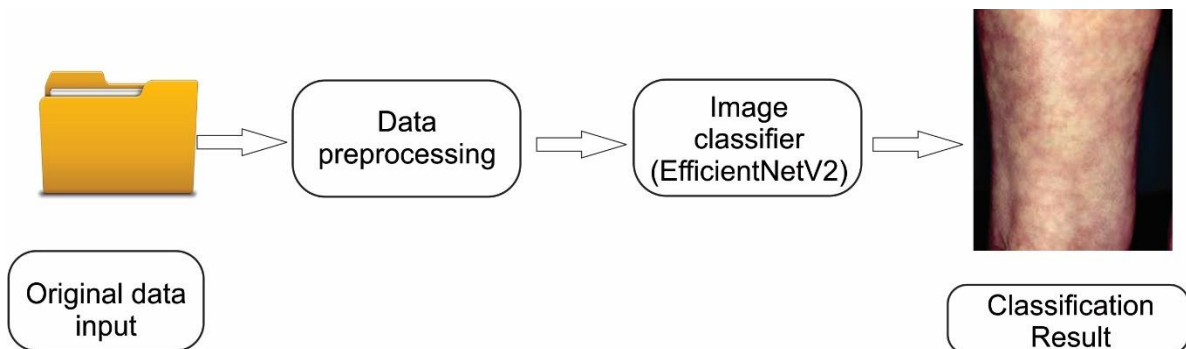 Original data
input
Data
preprocessing
Image
classifier
(EfficientNetV2)
Classification
Result